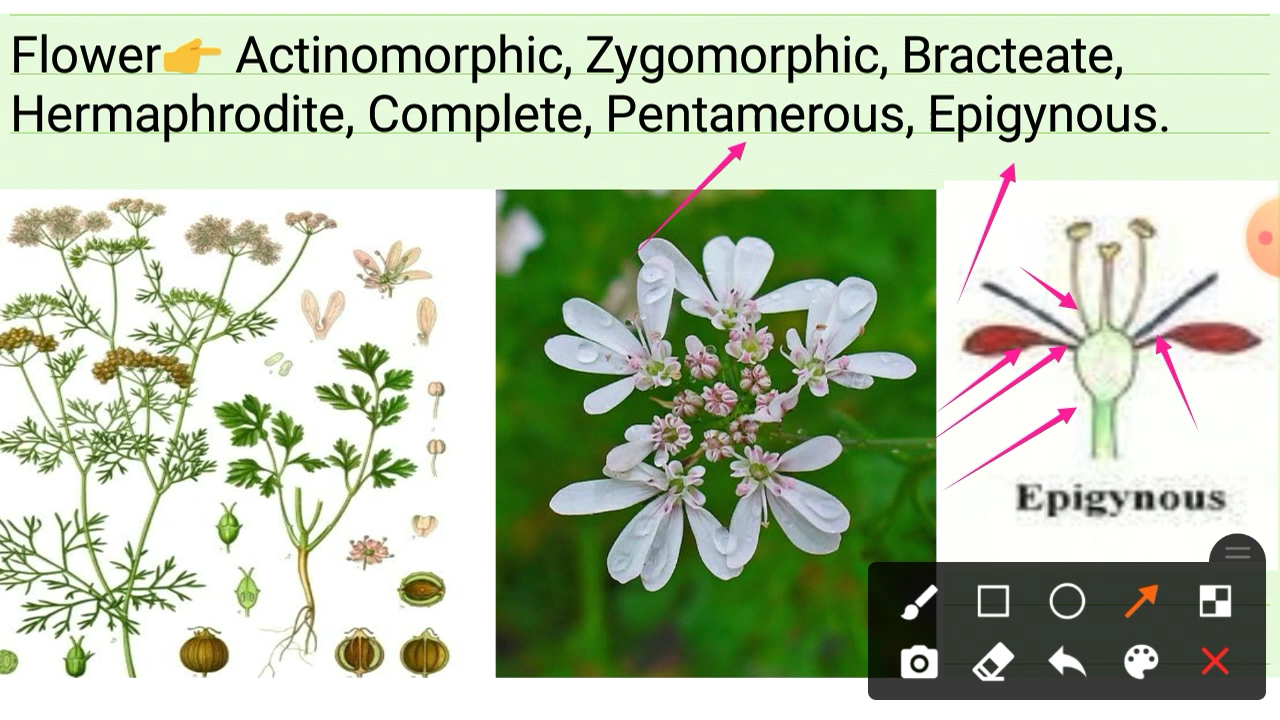 Flower👉 Actinomorphic, Zygomorphic, Bracteate,
Hermaphrodite, Complete, Pentamerous, Epigynous.
Epigynous